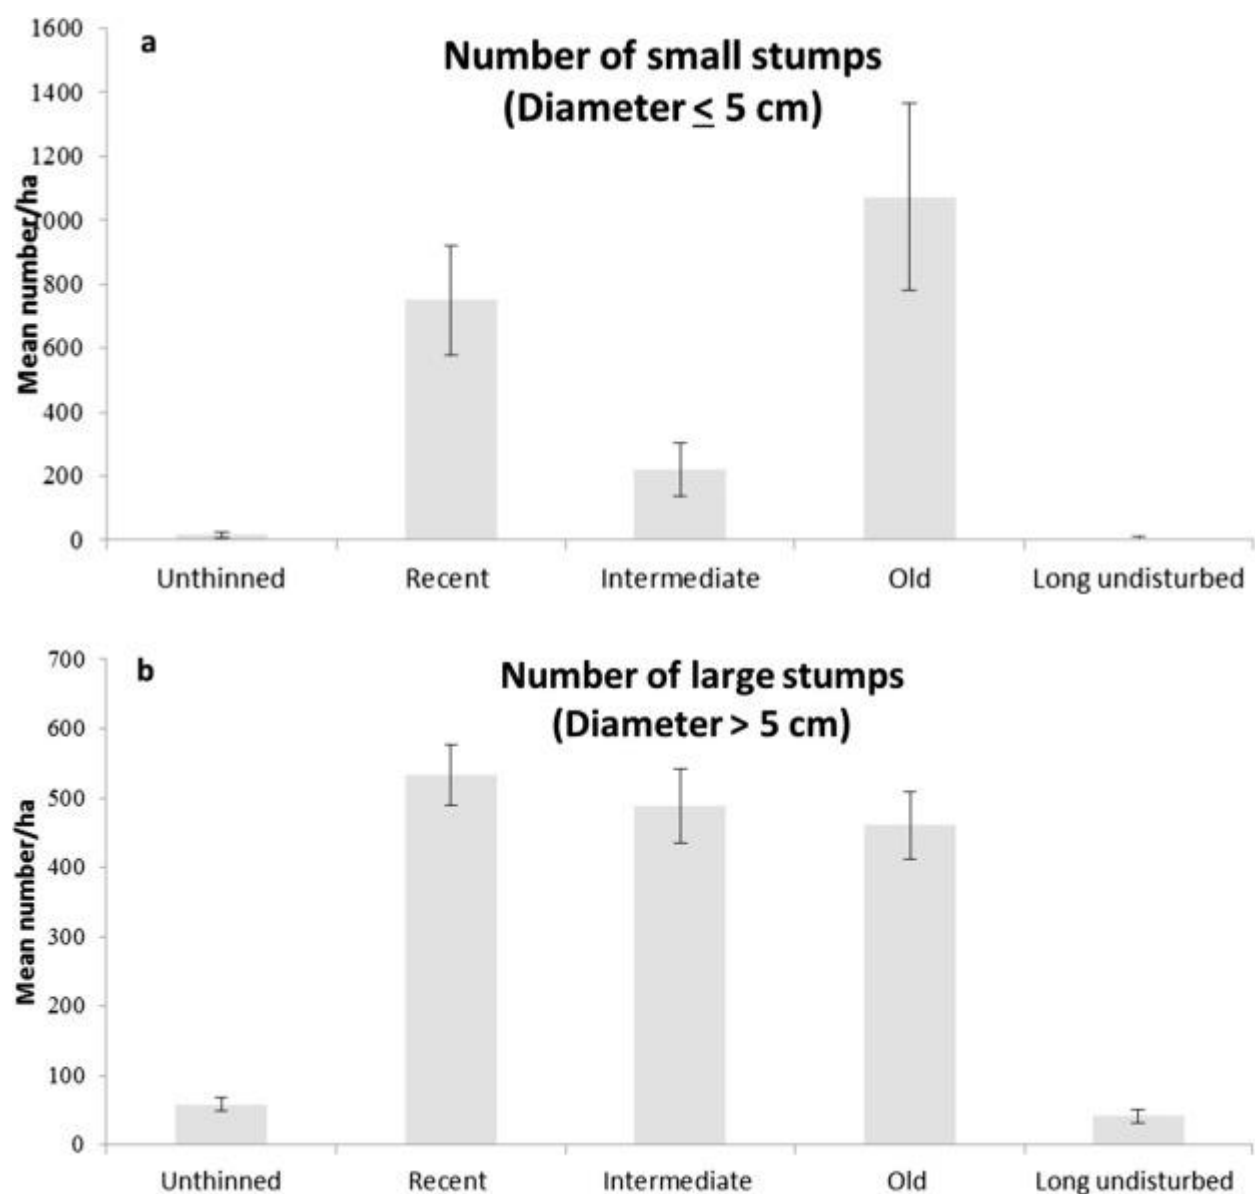 a
Number of small stumps
(Diameter ≤ 5 cm)
Mean number/ha
1600
1400
1200
1000
800
600
400
200
0
Unthinned Recent Intermediate Old Long undisturbed
b
Number of large stumps
(Diameter > 5 cm)
Mean number/ha
700
600
500
400
300
200
100
0
Unthinned Recent Intermediate Old Long undisturbed